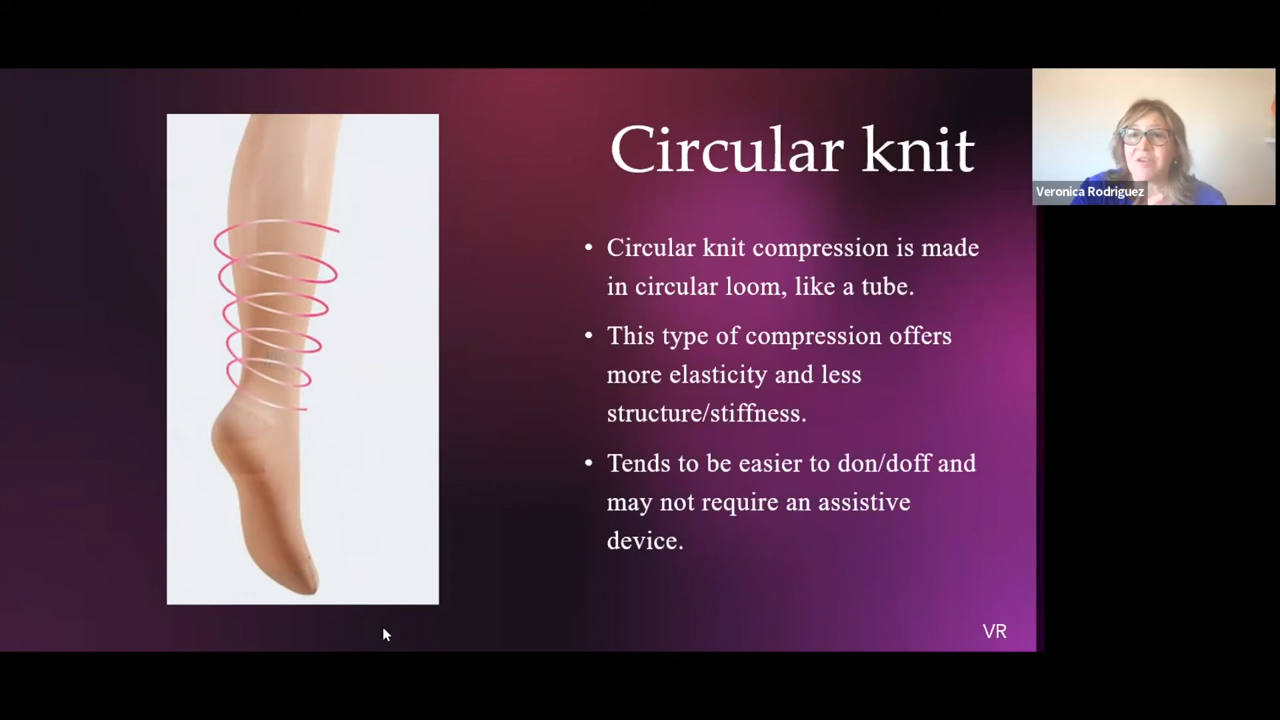 Circular knit
Veronica Rodriguez
• Circular knit compression is made
in circular loom, like a tube.
• This type of compression offers
more elasticity and less
structure/stiffness.
• Tends to be easier to don/doff and
may not require an assistive
device.
VR